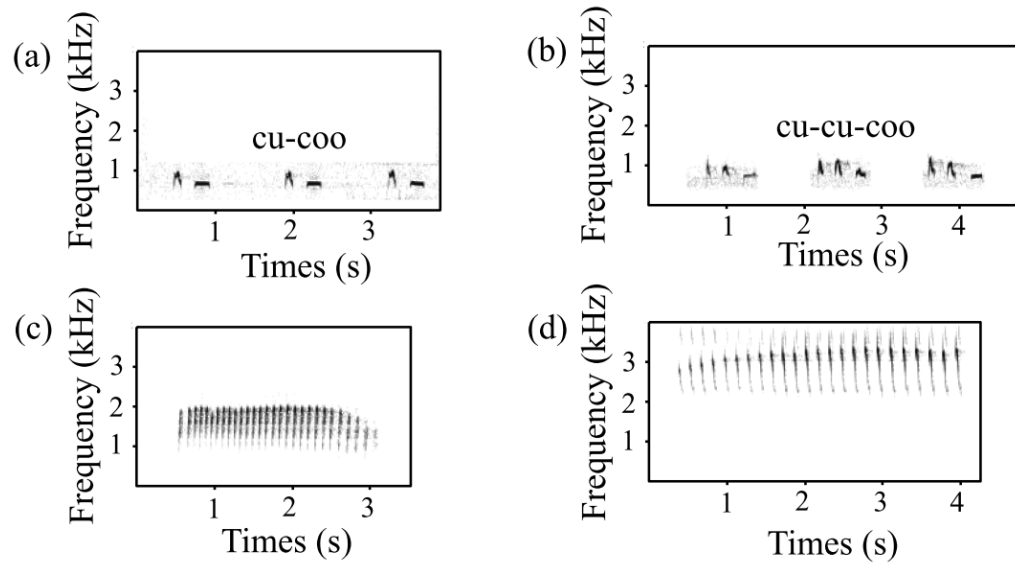 (a)
Frequency (kHz)
3
2
1
cu-coo
1 2 3
Times (s)
(b)
Frequency (kHz)
3
2
1
cu-cu-coo
1 2 3 4
Times (s)
(c)
Frequency (kHz)
3
2
1
1 2 3
Times (s)
(d)
Frequency (kHz)
3
2
1
1 2 3 4
Times (s)